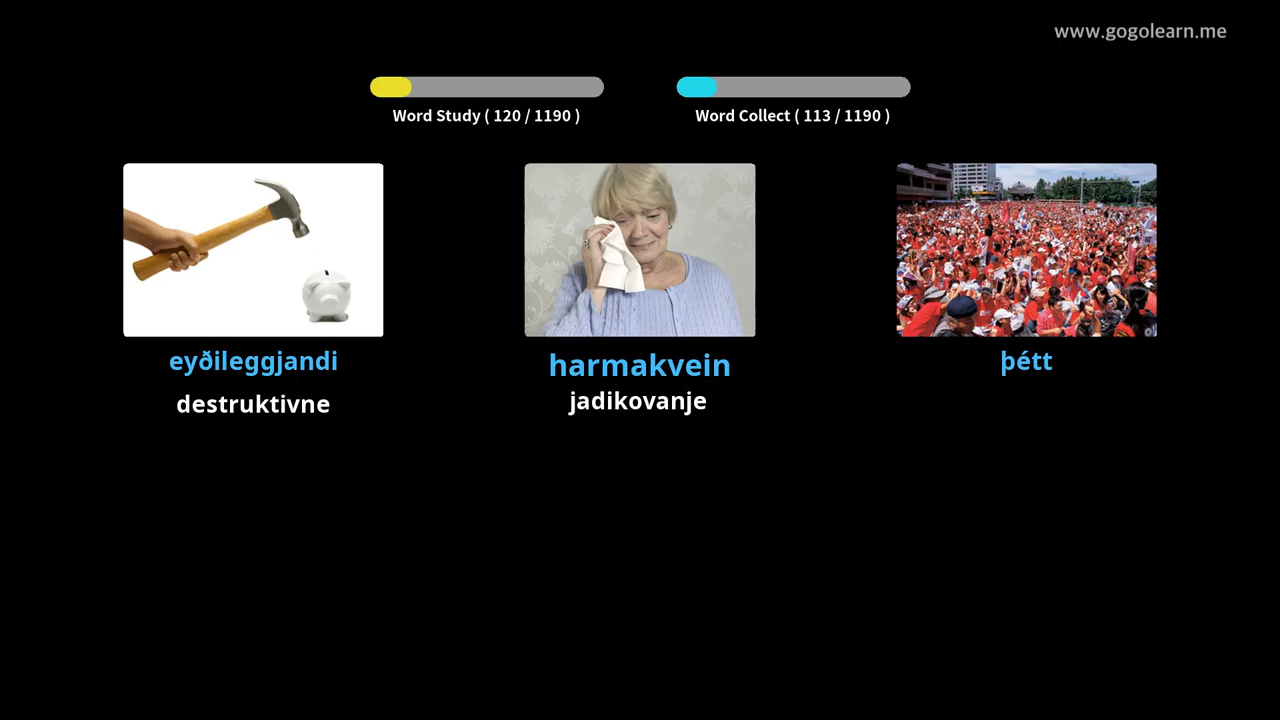 www.gogolearn.me
Word Study ( 120 / 1190 )
Word Collect ( 113 / 1190 )
eyðileggjandi
destruktivne
harmakvein
jadikovanje
þétt